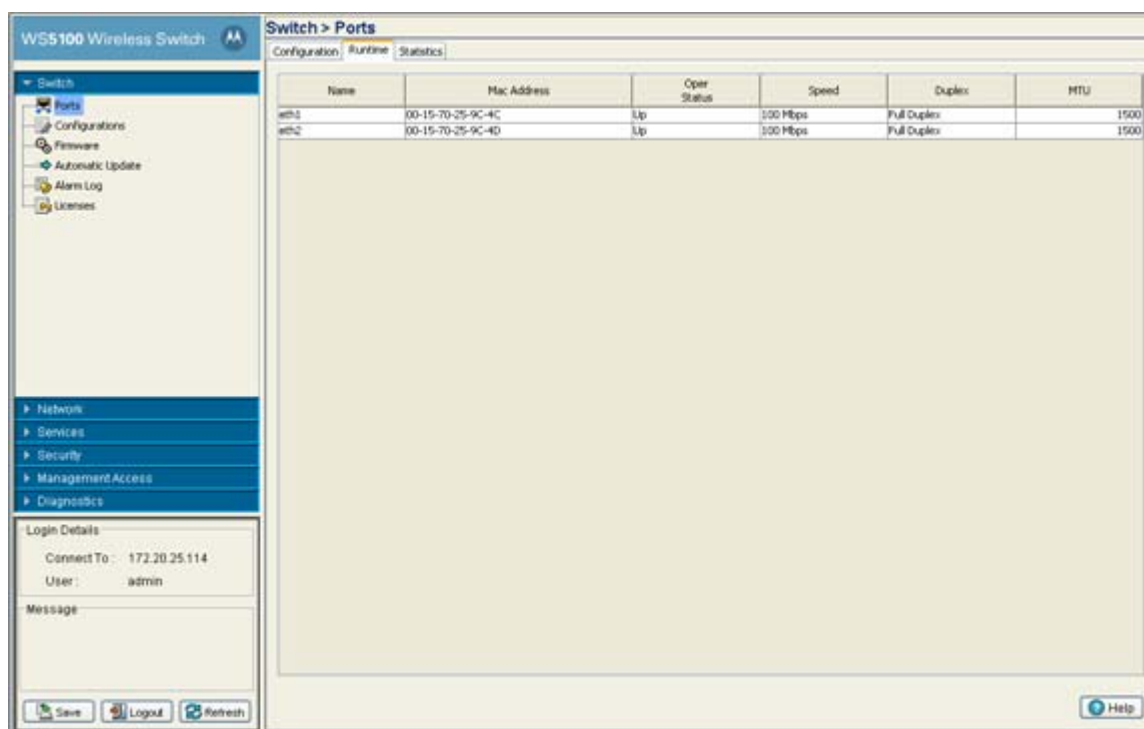 WS5100 Wireless Switch
Switch > Ports
Configuration Runtime Statistics
Switch
Ports
Configurations
Firmware
Automatic Update
Alarm Log
Licenses
Name Mac Address Oper Status Speed Duplex MTU
eth1 00-15-70-25-9C-4C Up 100 Mbps Full Duplex 1500
eth2 00-15-70-25-9C-4D Up 100 Mbps Full Duplex 1500
Network
Services
Security
Management Access
Diagnostics
Login Details
Connect To : 172.20.25.114
User : admin
Message
Save Logout Refresh
Help